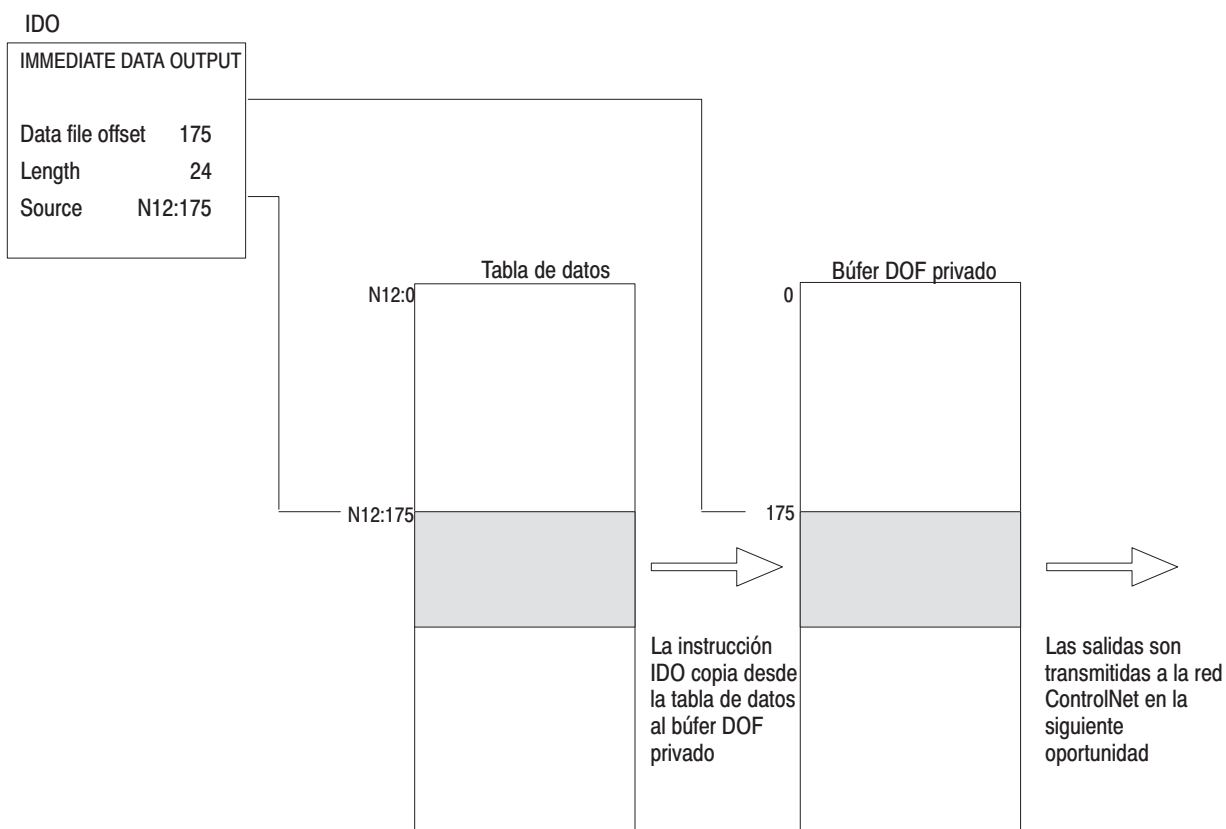 IDO
IMMEDIATE DATA OUTPUT
Data file offset 175
Length 24
Source N12:175
Tabla de datos
Búfer DOF privado
N12:0
0
N12:175
175
La instrucción
IDO copia desde
la tabla de datos
al búfer DOF
privado
Las salidas son
transmitidas a la red
ControlNet en la
siguiente
oportunidad